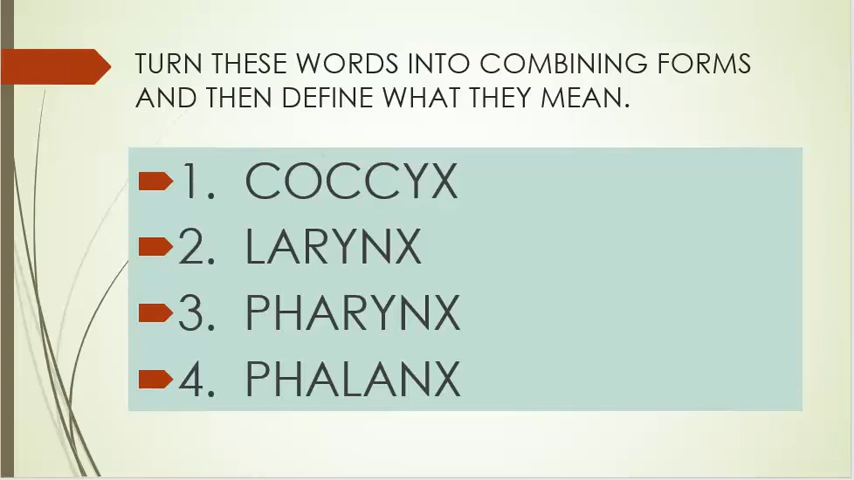 TURN THESE WORDS INTO COMBINING FORMS
AND THEN DEFINE WHAT THEY MEAN.
1. COCCYX
2. LARYNX
3. PHARYNX
4. PHALANX